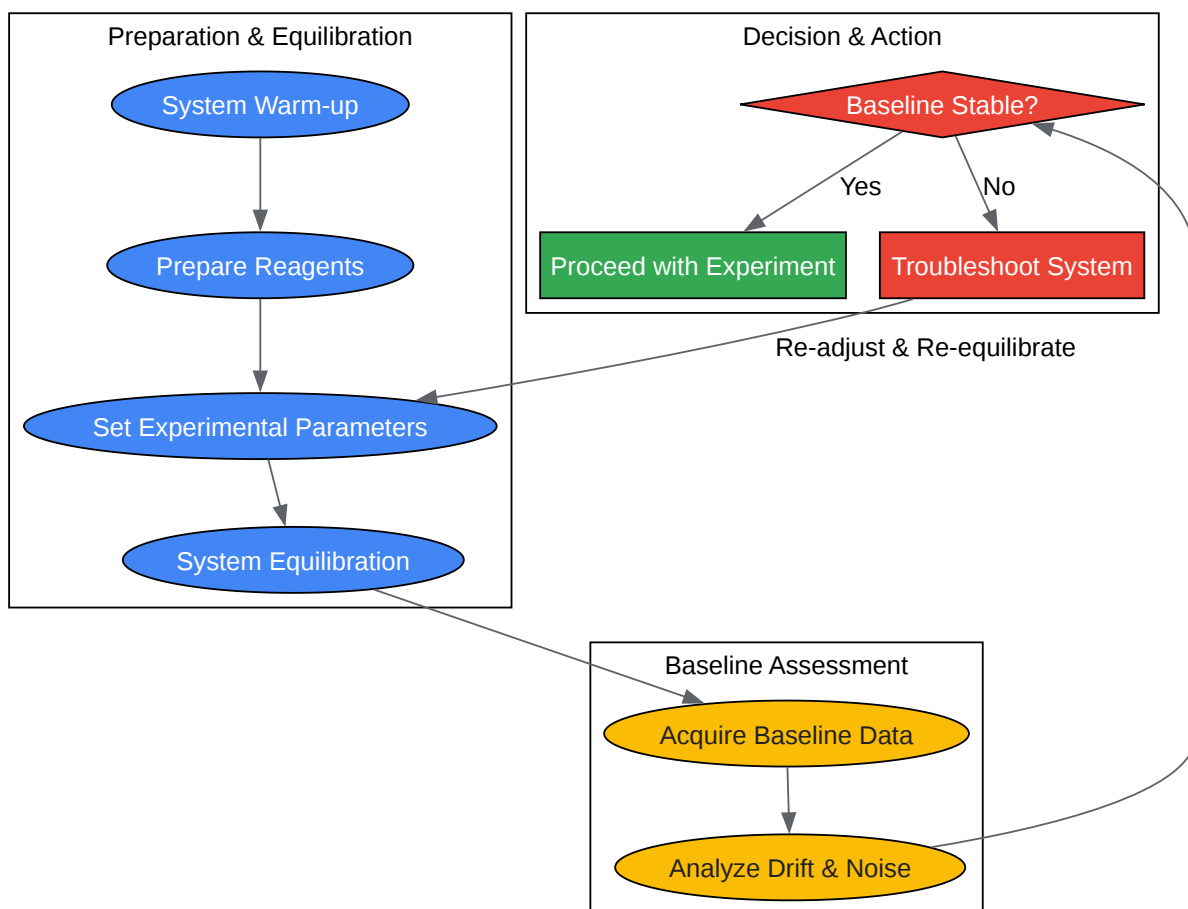 Preparation & Equilibration
System Warm-up
Prepare Reagents
Set Experimental Parameters
System Equilibration
Decision & Action
Baseline Stable?
Yes
No
Proceed with Experiment
Troubleshoot System
Re-adjust & Re-equilibrate
Baseline Assessment
Acquire Baseline Data
Analyze Drift & Noise